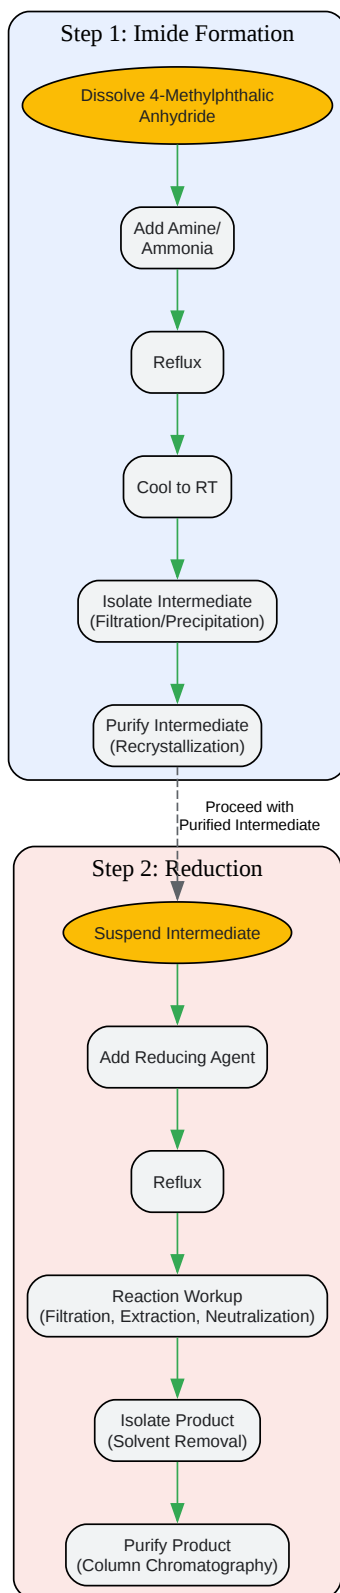 Step 1: Imide Formation
Dissolve 4-Methylphthalic
Anhydride
Add Amine/
Ammonia
Reflux
Cool to RT
Isolate Intermediate
(Filtration/Precipitation)
Purify Intermediate
(Recrystallization)
Proceed with
Purified Intermediate
Step 2: Reduction
Suspend Intermediate
Add Reducing Agent
Reflux
Reaction Workup
(Filtration, Extraction, Neutralization)
Isolate Product
(Solvent Removal)
Purify Product
(Column Chromatography)